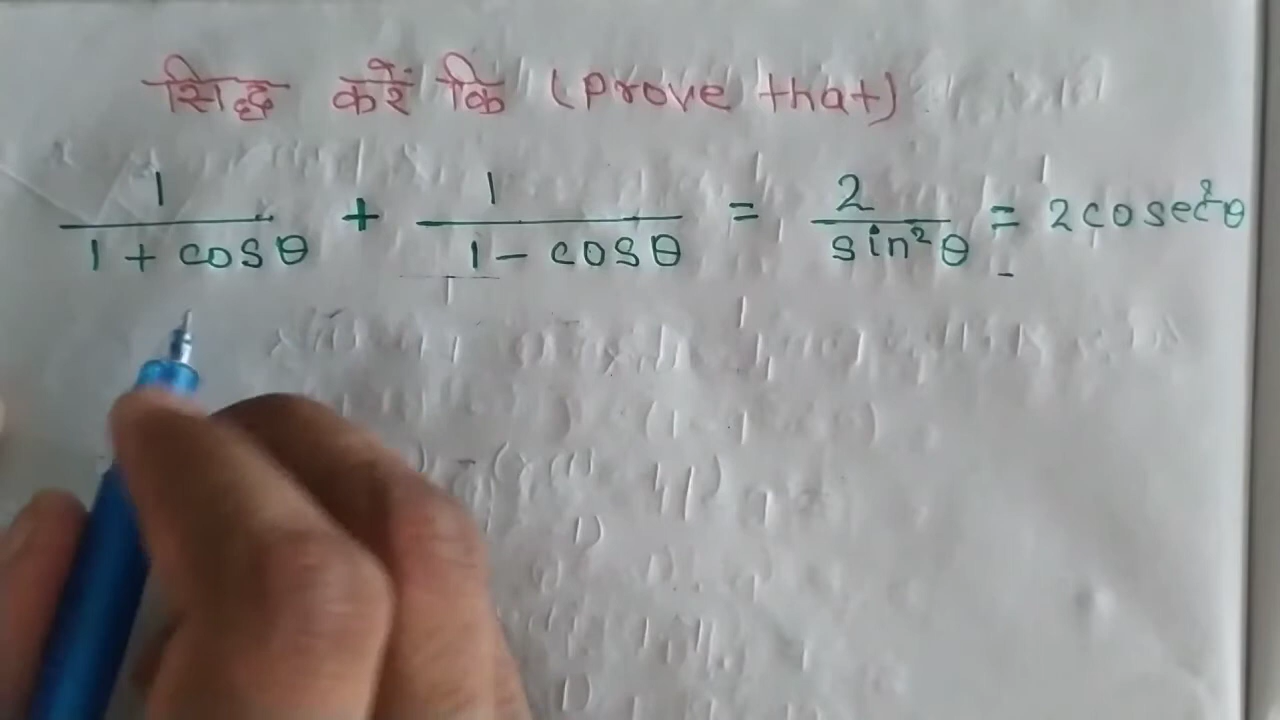 सिद्ध करें कि (Prove that)
1/(1 + cosθ) + 1/(1 - cosθ) = 2/sin²θ = 2cosec²θ